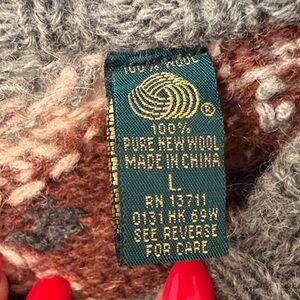 100% WOOL
®
100%
PURE NEW WOOL
MADE IN CHINA
L
RN 13711
0131 HK 69W
SEE REVERSE
FOR CARE